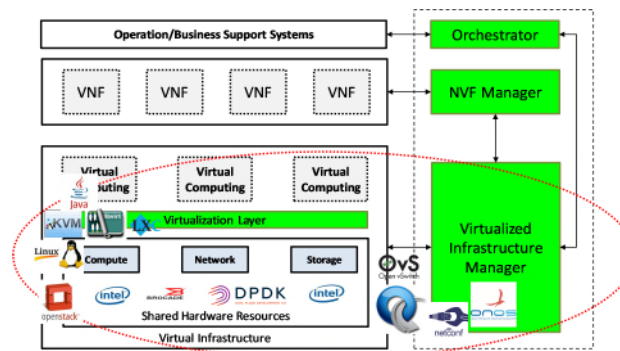 Operation/Business Support Systems
Orchestrator
VNF
VNF
VNF
VNF
NVF Manager
Virtual
Computing
Virtual
Computing
Virtual
Computing
Java
KVM
LXC
Virtualization Layer
Linux
Compute
Network
Storage
Virtualized
Infrastructure
Manager
OvS
Open vSwitch
openstack
intel
BROCADE
DPDK
intel
Shared Hardware Resources
netconf
onos
Virtual Infrastructure